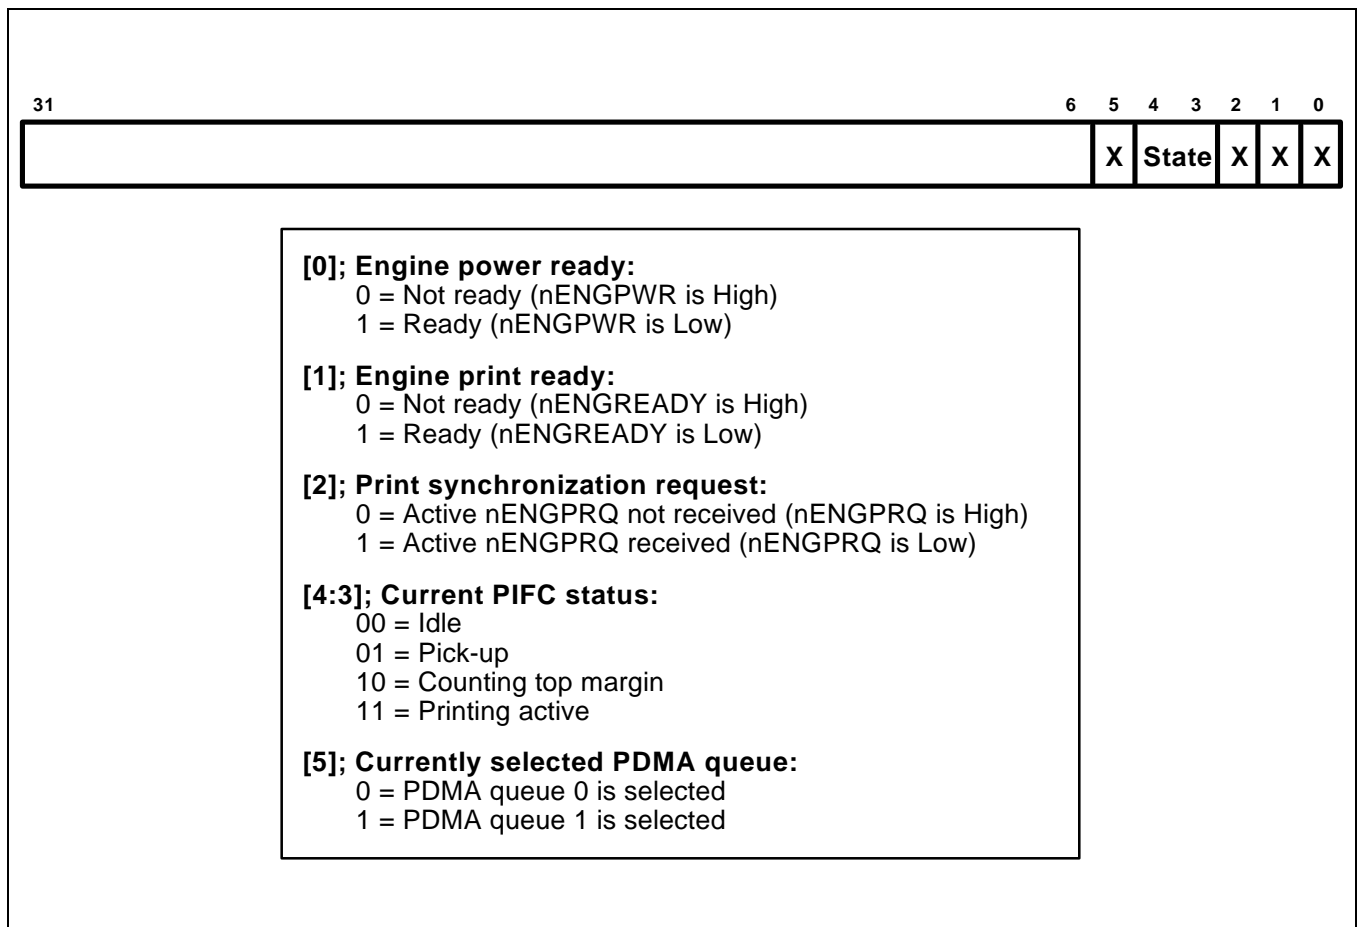 31 6 5 4 3 2 1 0
X State X X X
[0]; Engine power ready:
0 = Not ready (nENGPWR is High)
1 = Ready (nENGPWR is Low)
[1]; Engine print ready:
0 = Not ready (nENGREADY is High)
1 = Ready (nENGREADY is Low)
[2]; Print synchronization request:
0 = Active nENGPRQ not received (nENGPRQ is High)
1 = Active nENGPRQ received (nENGPRQ is Low)
[4:3]; Current PIFC status:
00 = Idle
01 = Pick-up
10 = Counting top margin
11 = Printing active
[5]; Currently selected PDMA queue:
0 = PDMA queue 0 is selected
1 = PDMA queue 1 is selected